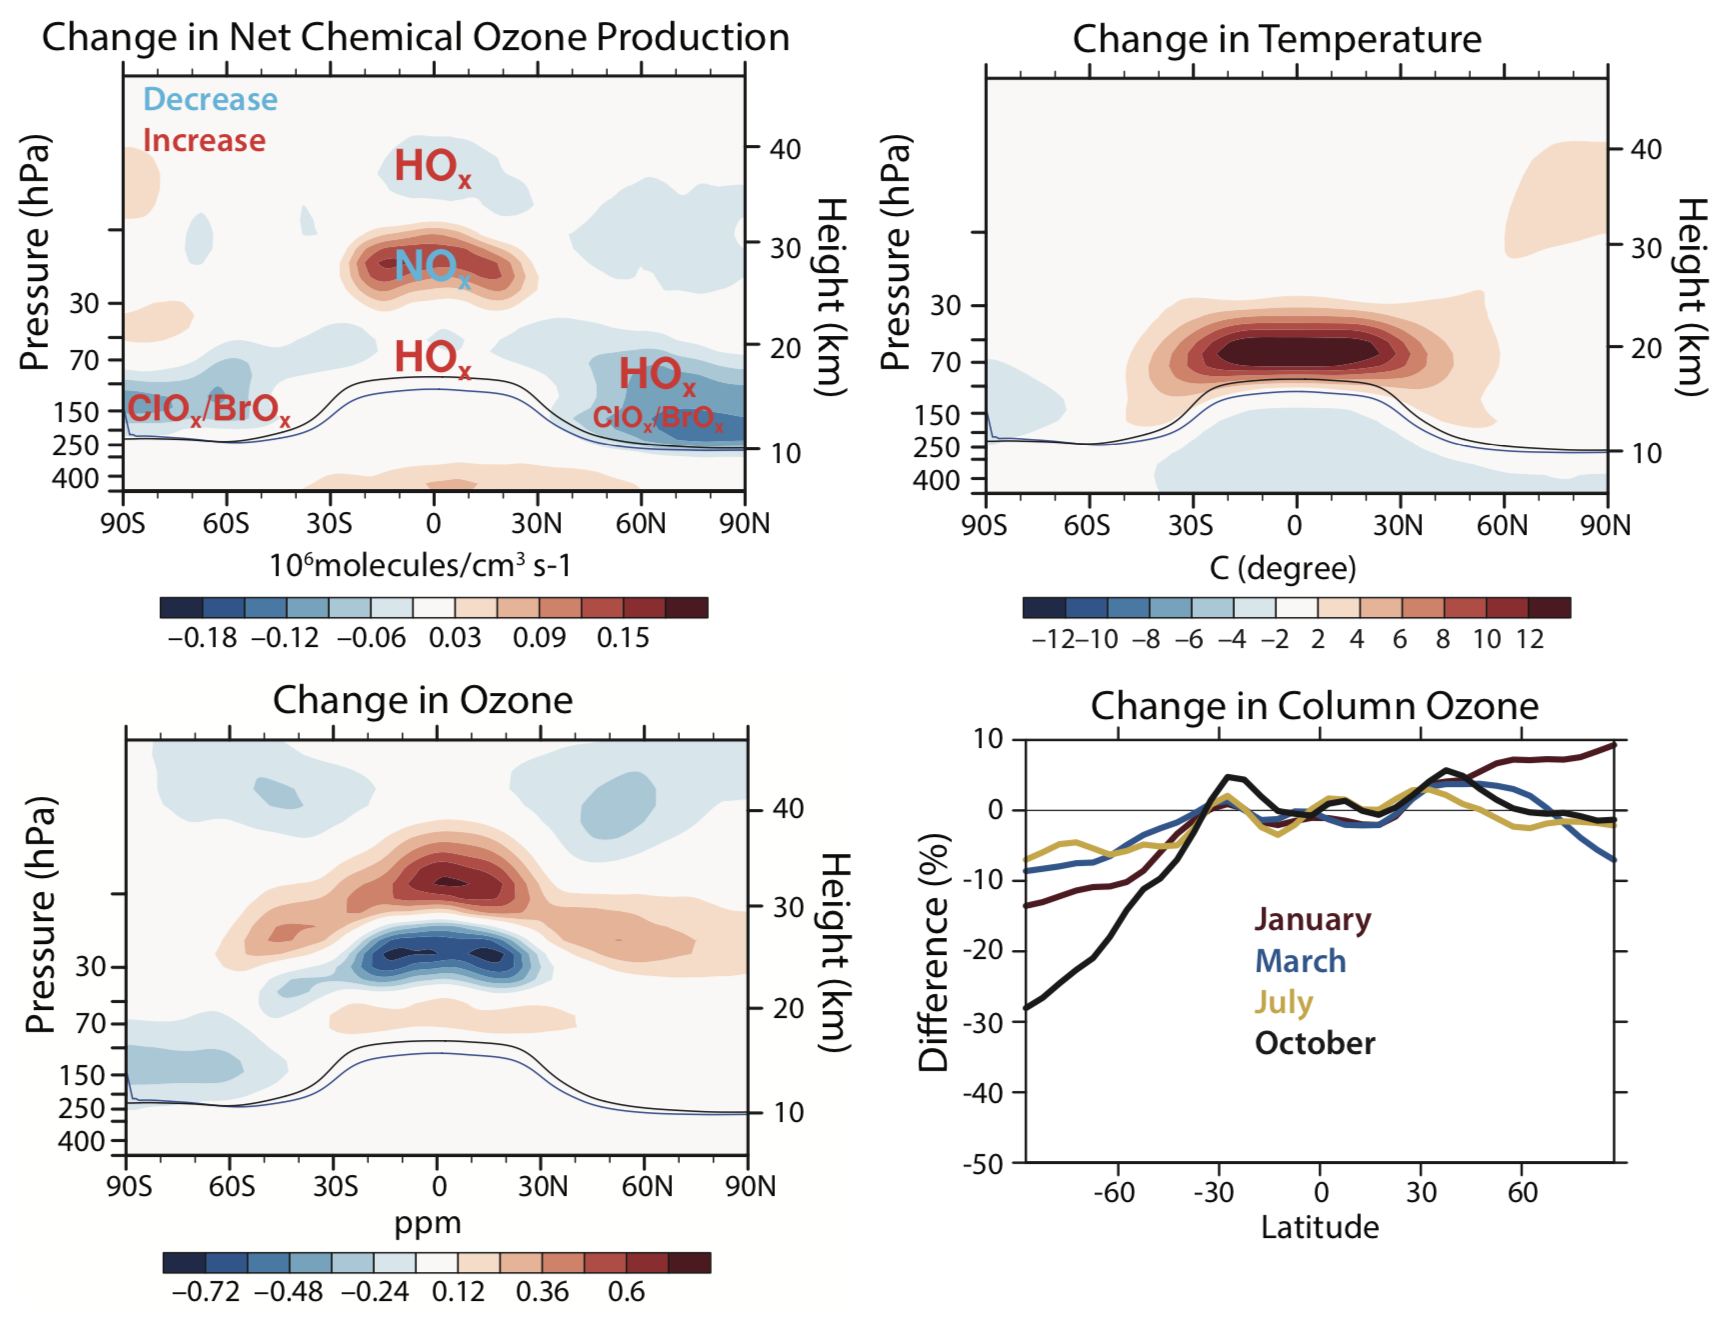 Change in Net Chemical Ozone Production
Decrease
Increase
HOx
NOx
HOx
HOx
ClOx/BrOx
ClOx/BrOx
Pressure (hPa)
30
70
150
250
400
Height (km)
40
30
20
10
90S 60S 30S 0 30N 60N 90N
10⁶molecules/cm³ s-1
−0.18 −0.12 −0.06 0.03 0.09 0.15
Change in Temperature
Pressure (hPa)
30
70
150
250
400
Height (km)
40
30
20
10
90S 60S 30S 0 30N 60N 90N
C (degree)
−12 −10 −8 −6 −4 −2 2 4 6 8 10 12
Change in Ozone
Pressure (hPa)
30
70
150
250
400
Height (km)
40
30
20
10
90S 60S 30S 0 30N 60N 90N
ppm
−0.72 −0.48 −0.24 0.12 0.36 0.6
Change in Column Ozone
Difference (%)
10
0
-10
-20
-30
-40
-50
January
March
July
October
-60 -30 0 30 60
Latitude